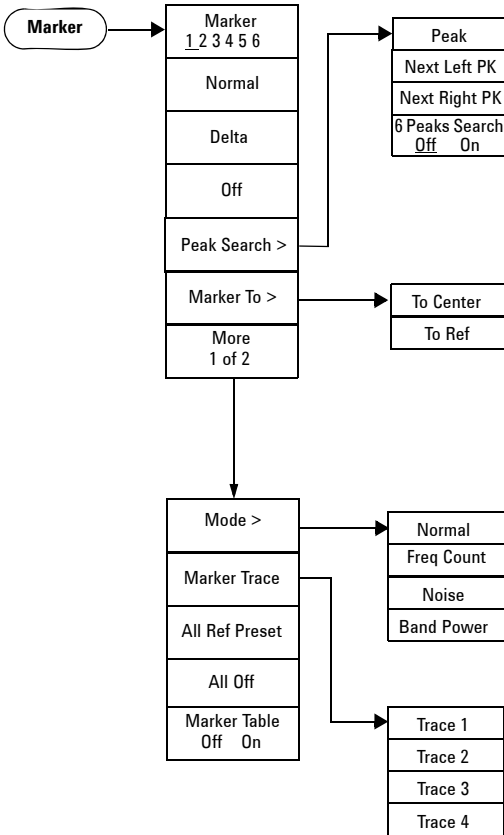 Marker
Marker
1 2 3 4 5 6
Normal
Delta
Off
Peak Search >
Marker To >
More
1 of 2
Peak
Next Left PK
Next Right PK
6 Peaks Search
Off On
To Center
To Ref
Mode >
Marker Trace
All Ref Preset
All Off
Marker Table
Off On
Normal
Freq Count
Noise
Band Power
Trace 1
Trace 2
Trace 3
Trace 4